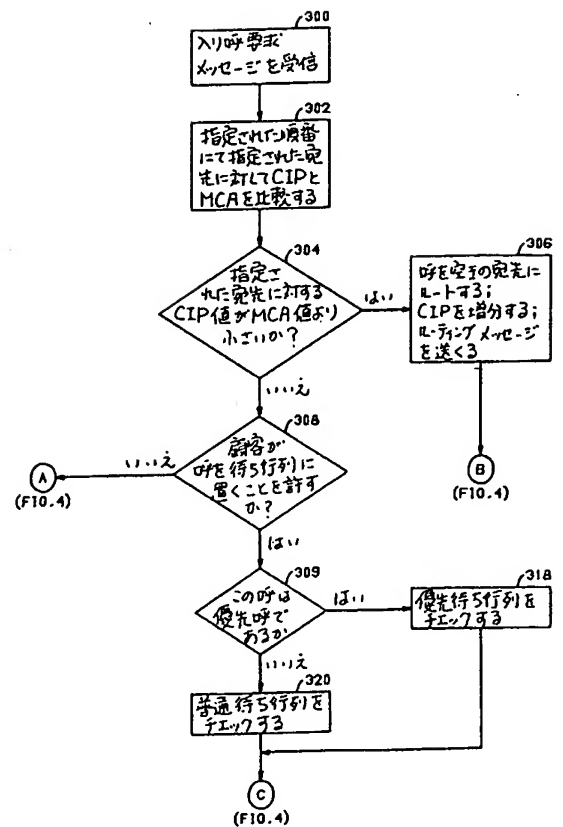 300
入り呼要求
メッセージを受信
302
指定された順番
にて指定された宛
先に対してCIPと
MCAを比較する
304
指定さ
れた宛先に対する
CIP値がMCA値より
小さいか?
はい
306
呼を空きの宛先に
ルートする;
CIPを増分する;
ルーティングメッセージ
を送くる
いいえ
B
(FIG.4)
308
顧客が
呼を待ち行列に
置くことを許す
か?
いいえ
A
(FIG.4)
はい
309
この呼は
優先呼で
あるか
はい
318
優先待ち行列を
チェックする
いいえ
320
普通待ち行列を
チェックする
C
(FIG.4)